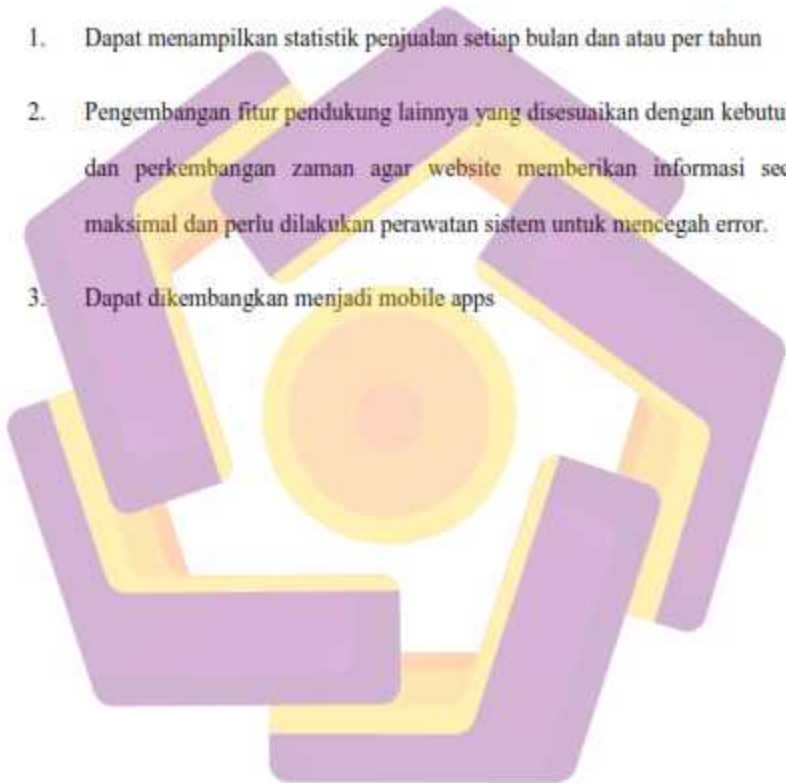 1. Dapat menampilkan statistik penjualan setiap bulan dan atau per tahun
2. Pengembangan fitur pendukung lainnya yang disesuaikan dengan kebutu
dan perkembangan zaman agar website memberikan informasi sec
maksimal dan perlu dilakukan perawatan sistem untuk mencegah error.
3. Dapat dikembangkan menjadi mobile apps